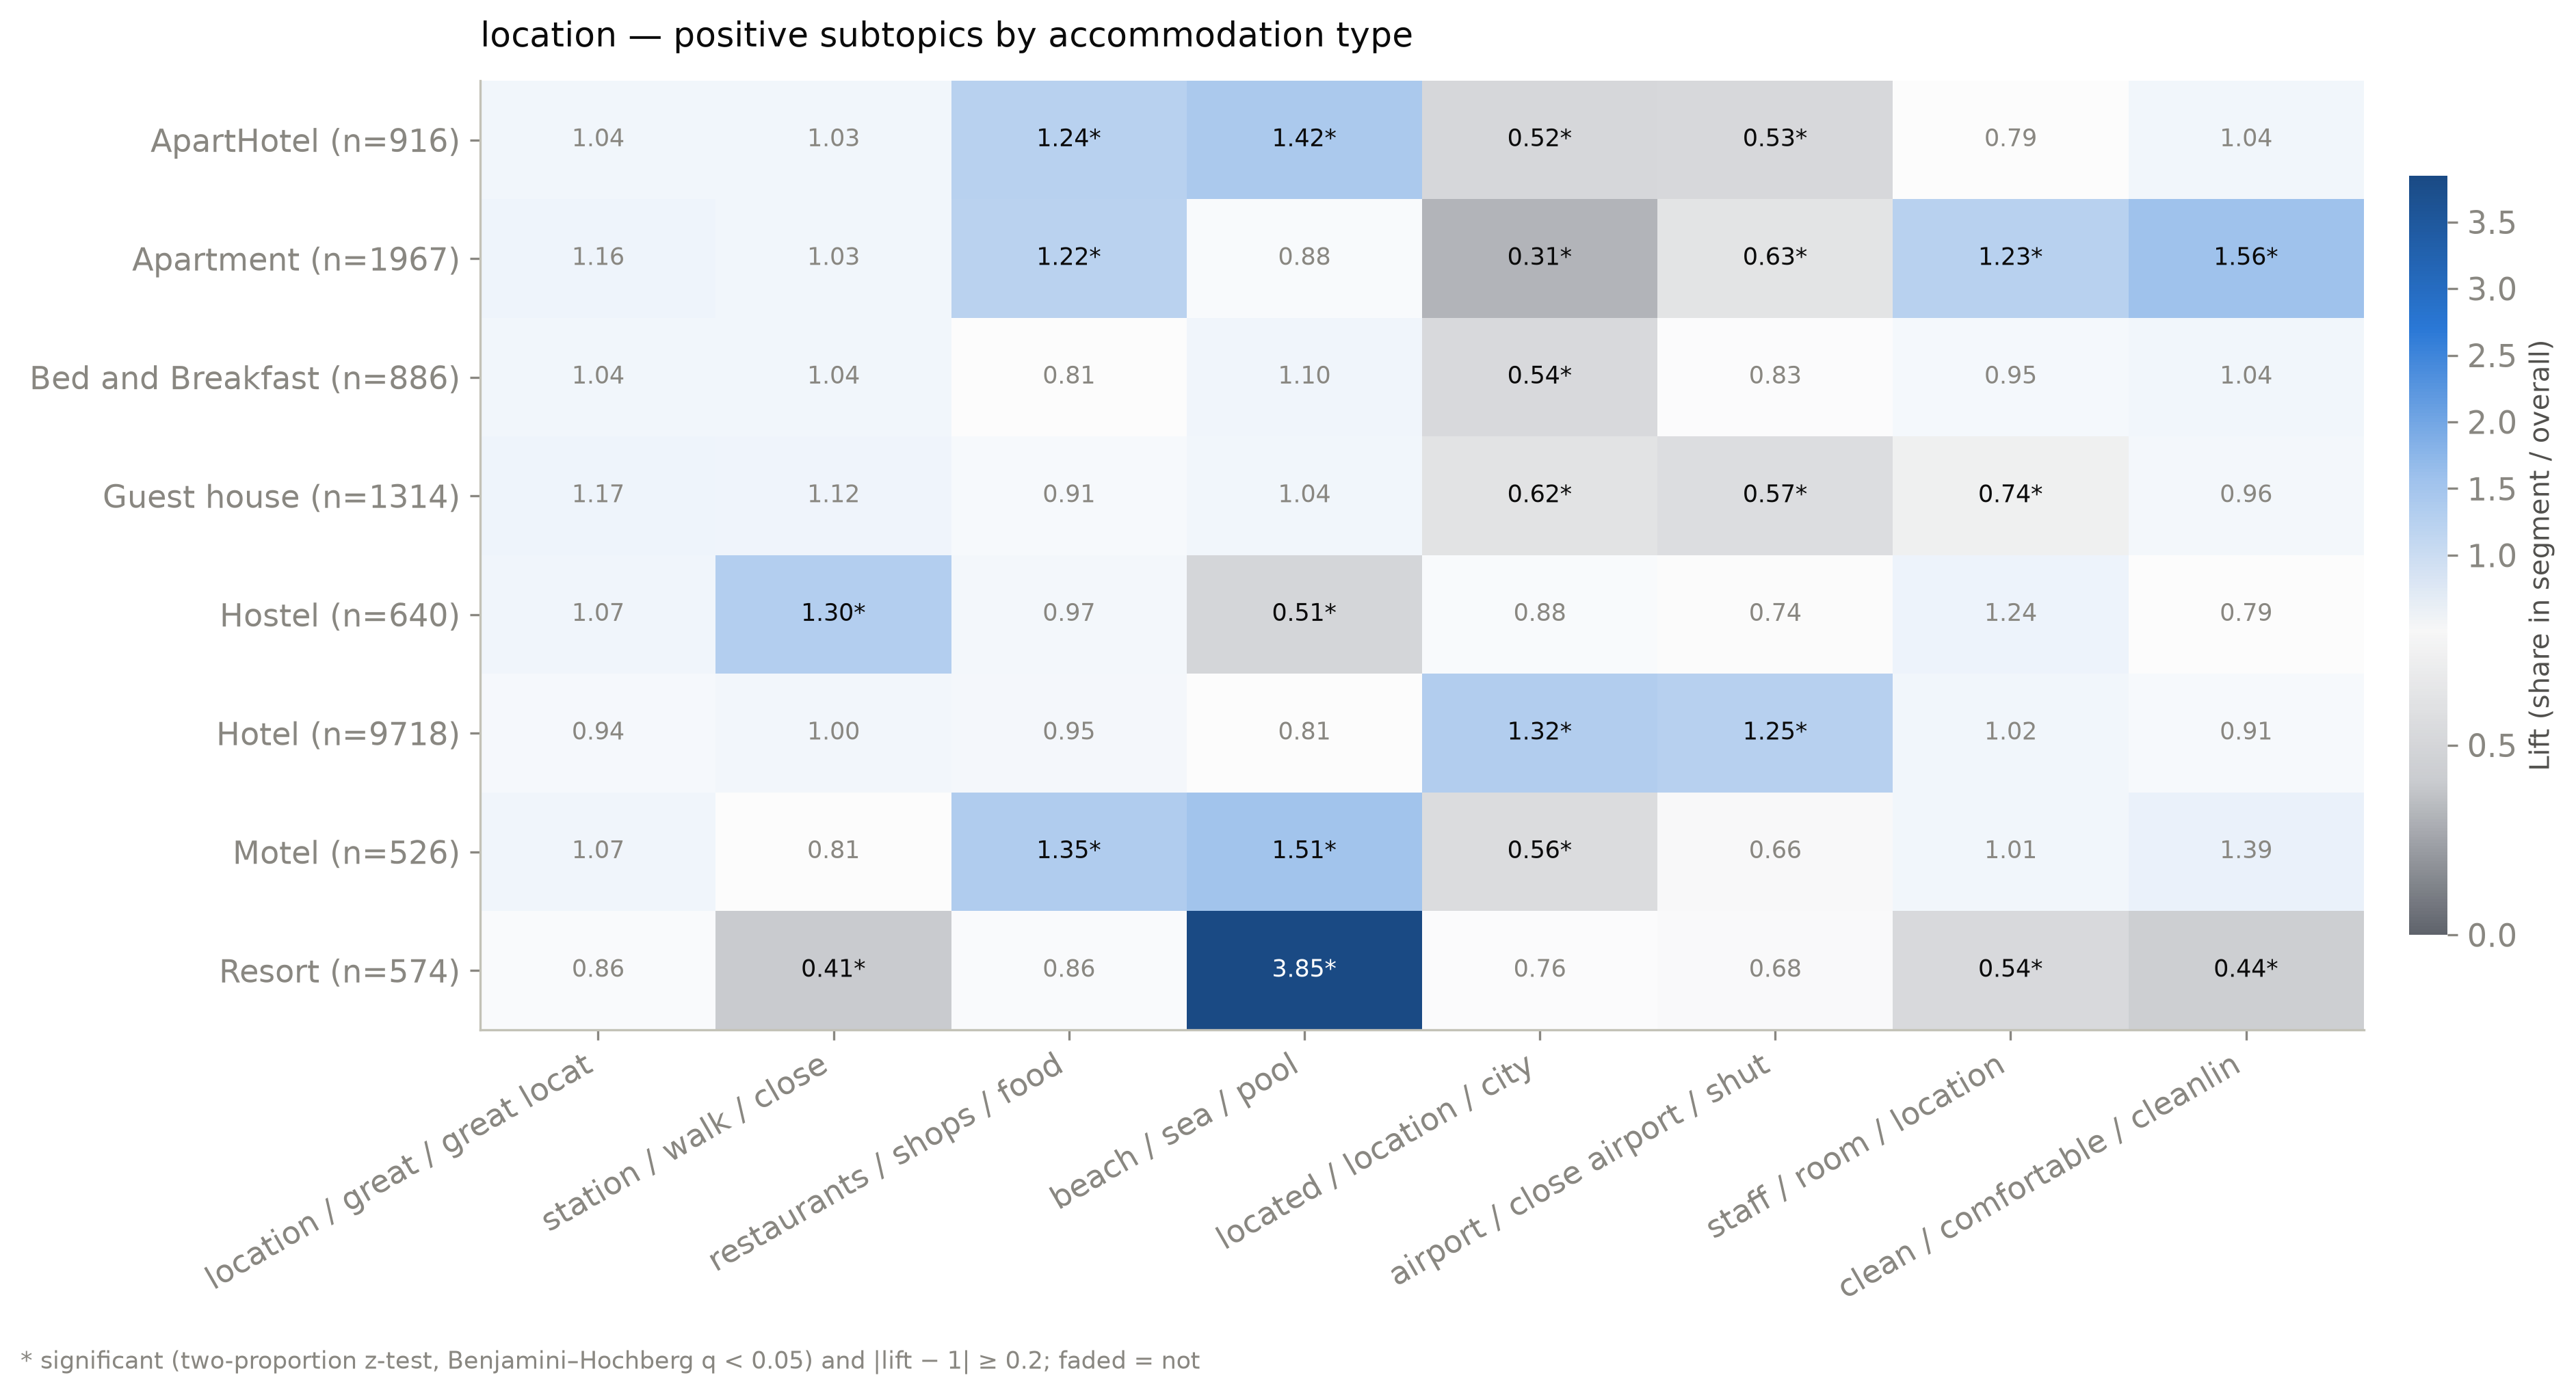 location — positive subtopics by accommodation type
ApartHotel (n=916) 1.04 1.03 1.24* 1.42* 0.52* 0.53* 0.79 1.04
Apartment (n=1967) 1.16 1.03 1.22* 0.88 0.31* 0.63* 1.23* 1.56*
Bed and Breakfast (n=886) 1.04 1.04 0.81 1.10 0.54* 0.83 0.95 1.04
Guest house (n=1314) 1.17 1.12 0.91 1.04 0.62* 0.57* 0.74* 0.96
Hostel (n=640) 1.07 1.30* 0.97 0.51* 0.88 0.74 1.24 0.79
Hotel (n=9718) 0.94 1.00 0.95 0.81 1.32* 1.25* 1.02 0.91
Motel (n=526) 1.07 0.81 1.35* 1.51* 0.56* 0.66 1.01 1.39
Resort (n=574) 0.86 0.41* 0.86 3.85* 0.76 0.68 0.54* 0.44*
location / great / great locat
station / walk / close
restaurants / shops / food
beach / sea / pool
located / location / city
airport / close airport / shut
staff / room / location
clean / comfortable / cleanlin
3.5
3.0
2.5
2.0
1.5
1.0
0.5
0.0
Lift (share in segment / overall)
* significant (two-proportion z-test, Benjamini–Hochberg q < 0.05) and |lift − 1| ≥ 0.2; faded = not